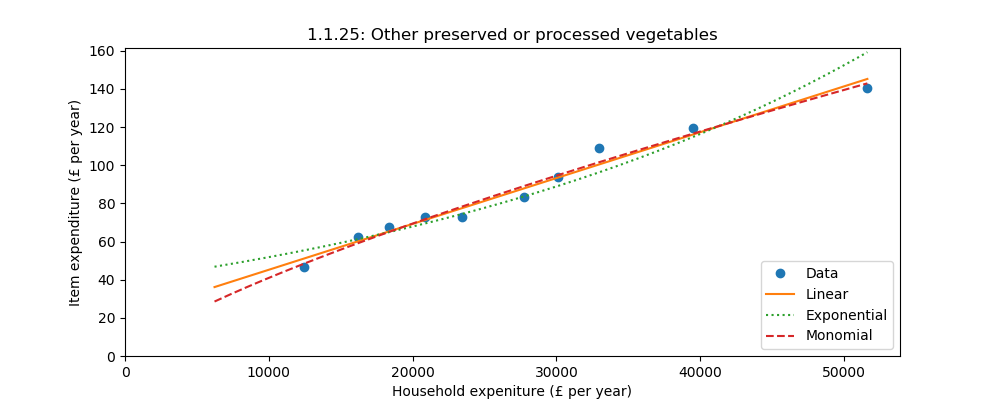 1.1.25: Other preserved or processed vegetables
160
140
120
100
80
60
40
20
0
Item expenditure (£ per year)
0 10000 20000 30000 40000 50000
Household expeniture (£ per year)
Data
Linear
Exponential
Monomial